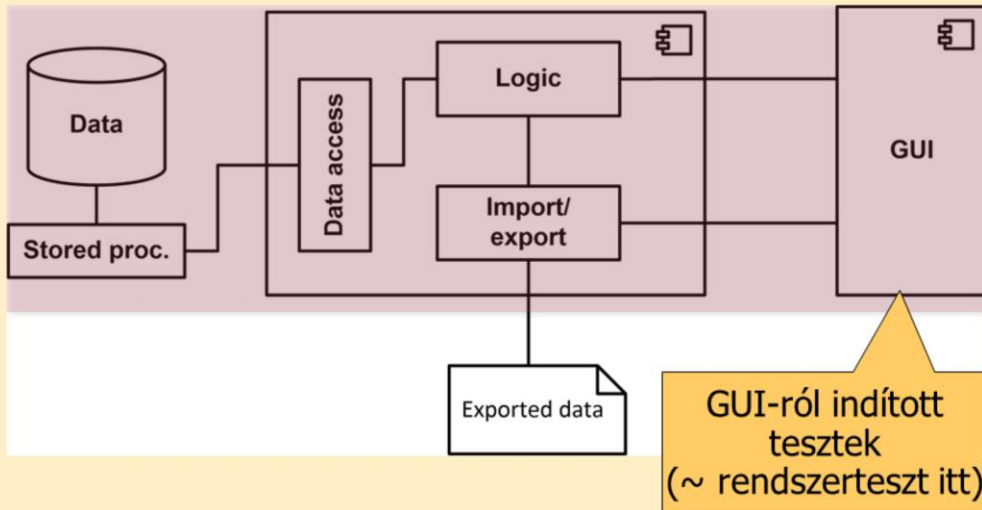 Data
Stored proc.
Data access
Logic
Import/
export
GUI
Exported data
GUI-ról indított
tesztek
(~ rendszerteszt itt)